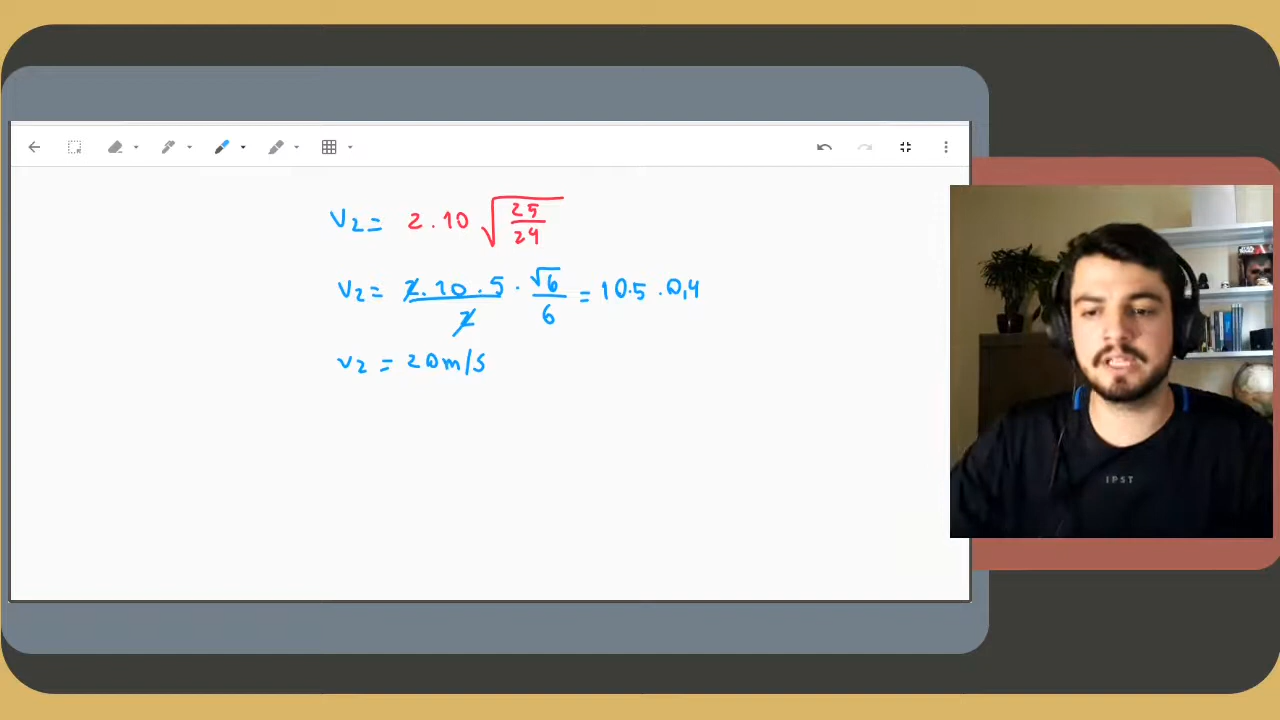 V₂ = 2.10 √(25/24)
V₂ = 2.10.5/2 . √6/6 = 10.5.0,4
V₂ = 20m/s
IPST